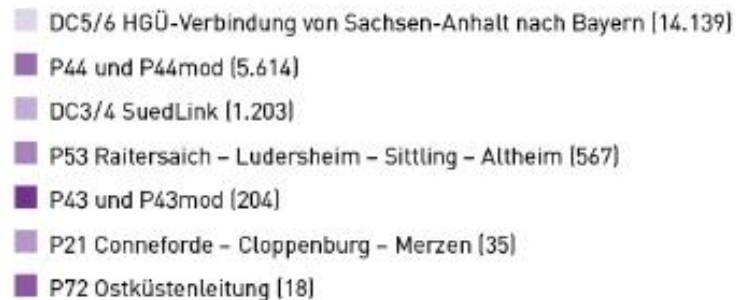 DC5/6 HGÜ-Verbindung von Sachsen-Anhalt nach Bayern (14.139)
P44 und P44mod (5.614)
DC3/4 SuedLink (1.203)
P53 Raitersaich – Ludersheim – Sittling – Altheim (567)
P43 und P43mod (204)
P21 Conneforde – Cloppenburg – Merzen (35)
P72 Ostküstenleitung (18)